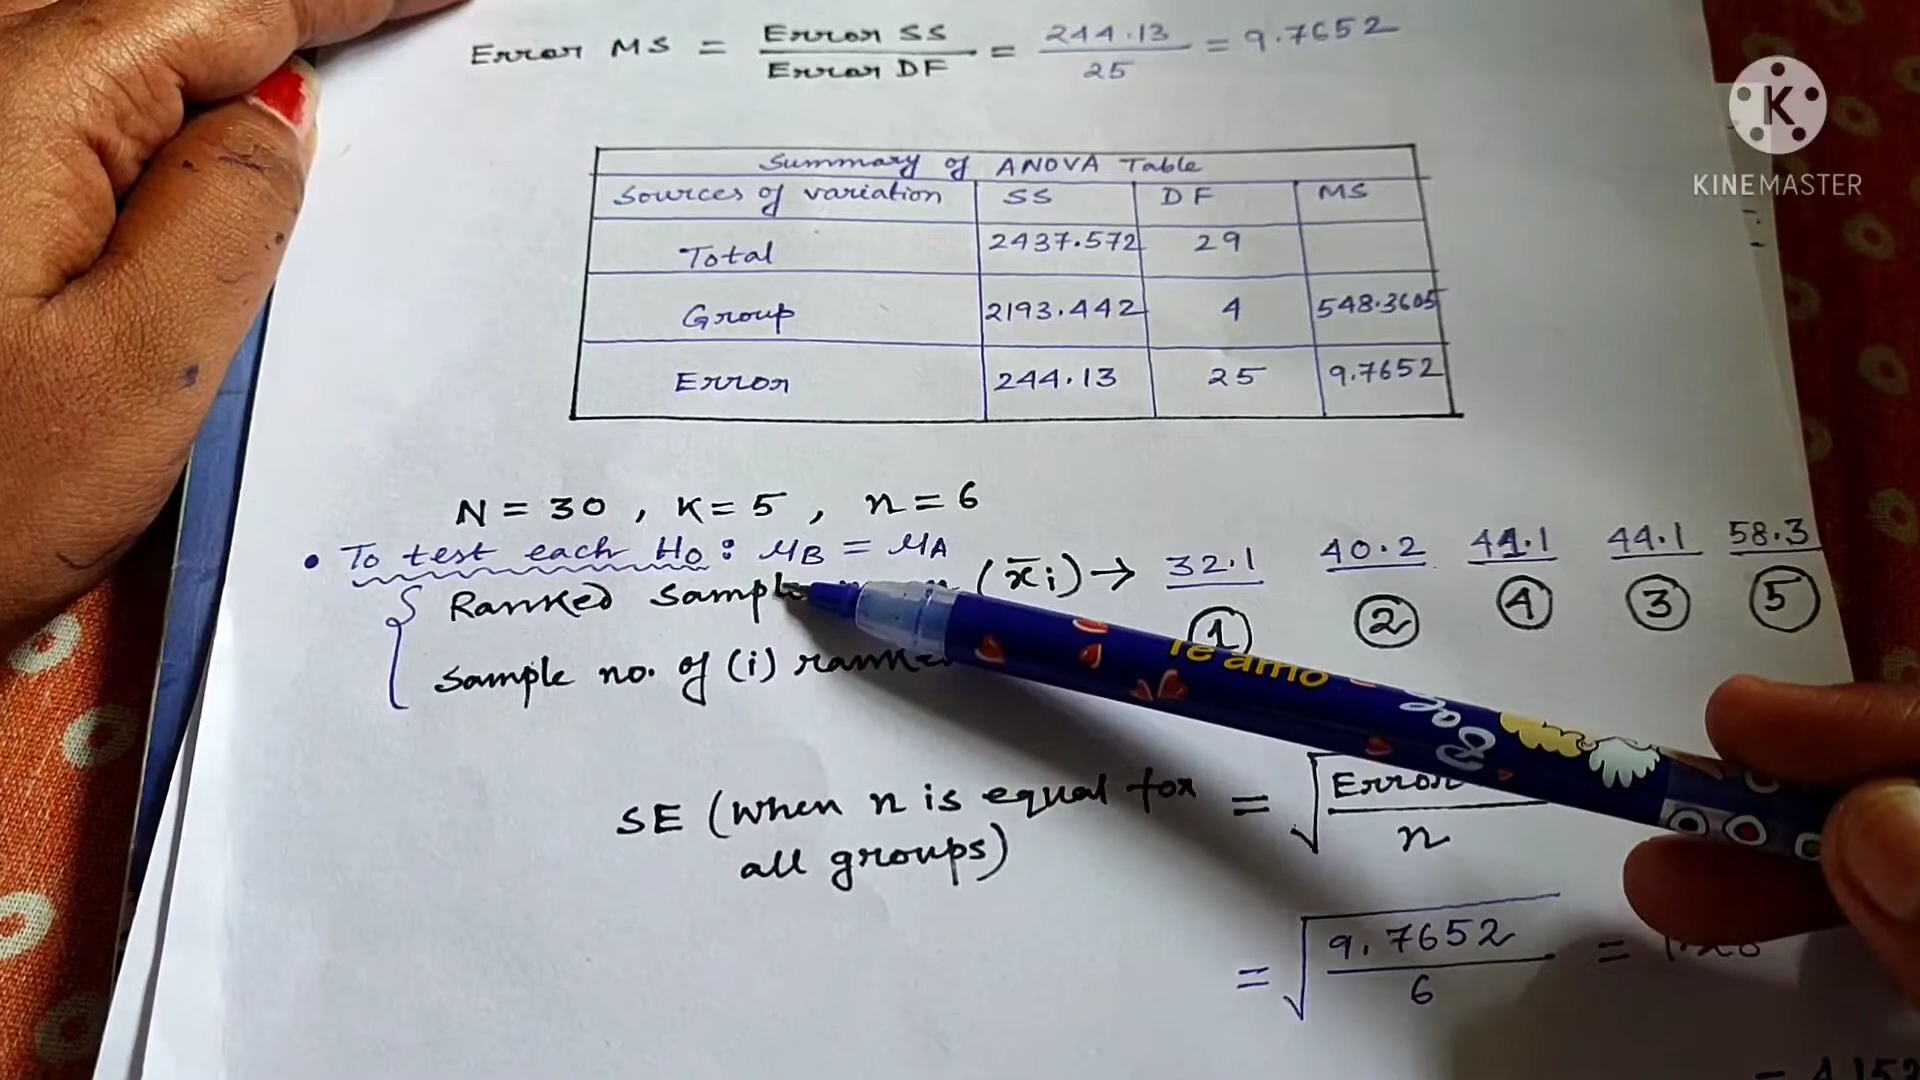 Error MS = Error SS / Error DF = 244.13 / 25 = 9.7652
KINEMASTER
Summary of ANOVA Table
Sources of variation SS DF MS
Total 2437.572 29
Group 2193.442 4 548.3605
Error 244.13 25 9.7652
N = 30, K = 5, n = 6
• To test each H0: μB = μA
Ranked Sample (x̄i) → 32.1 40.2 44.1 44.1 58.3
Sample no. of (i) ranked 1 2 4 3 5
Te amo
SE (when n is equal for all groups) = √ Error / n
= √ 9.7652 / 6 =